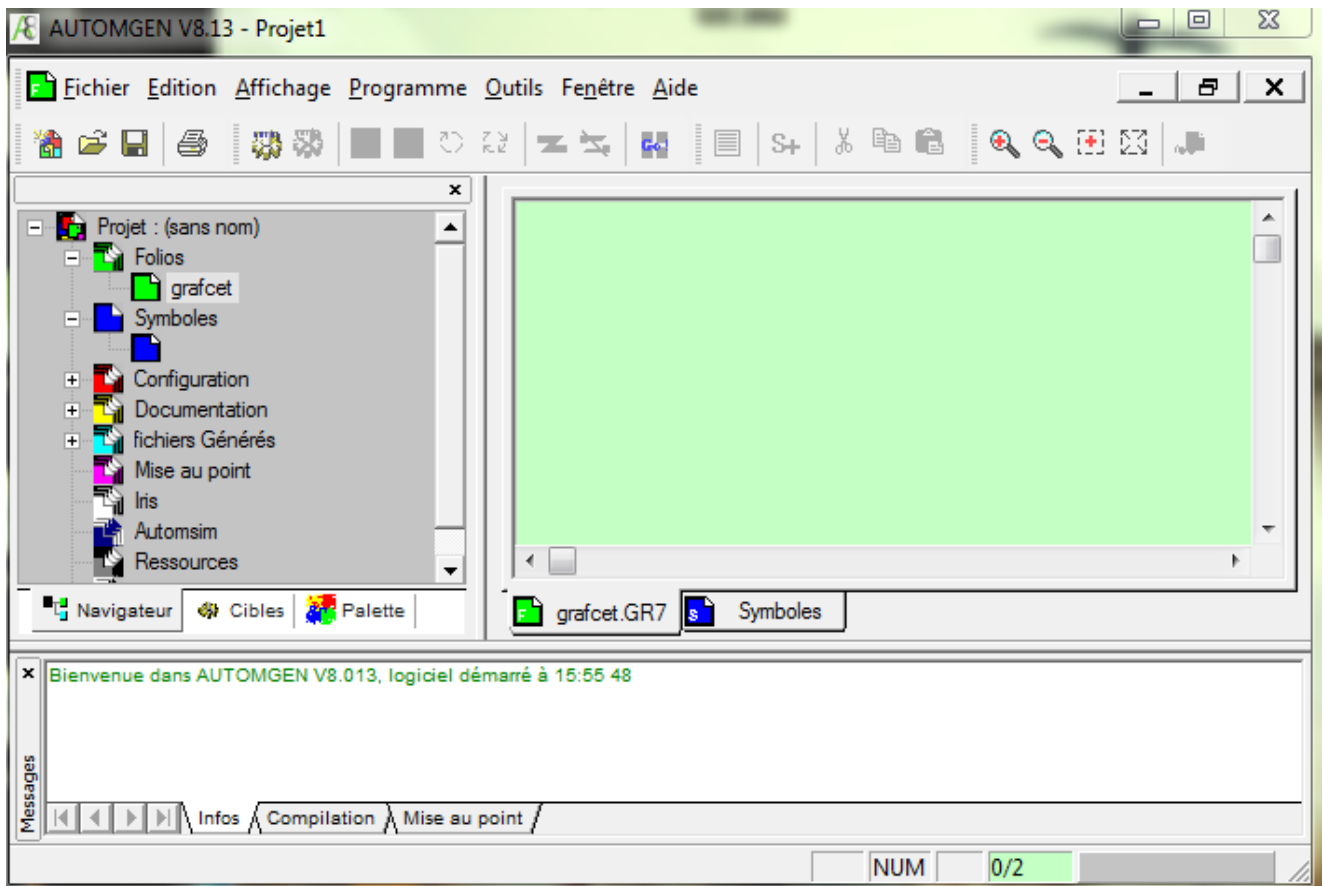 AUTOMGEN V8.13 - Projet1
Fichier Edition Affichage Programme Outils Fenêtre Aide
Go!
S+
Projet : (sans nom)
Folios
grafcet
Symboles
Configuration
Documentation
fichiers Générés
Mise au point
Iris
Automsim
Ressources
Navigateur Cibles Palette
F grafcet.GR7 S Symboles
Bienvenue dans AUTOMGEN V8.013, logiciel démarré à 15:55 48
Messages
Infos Compilation Mise au point
NUM 0/2